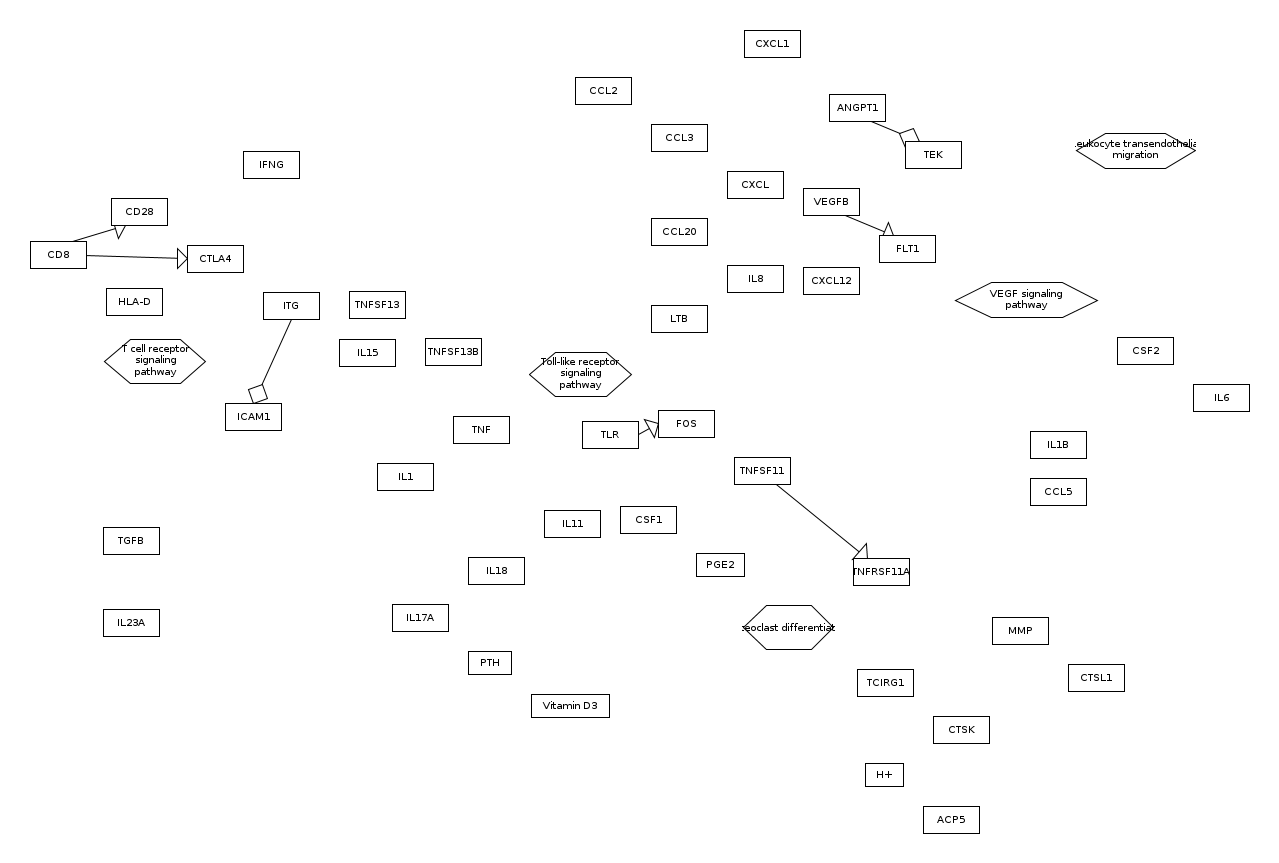 CXCL1
CCL2
ANGPT1
CCL3
TEK
Leukocyte transendothelia
migration
IFNG
CXCL
CD28
VEGFB
CCL20
CD8
CTLA4
FLT1
IL8
CXCL12
HLA-D
ITG
TNFSF13
VEGF signaling
pathway
LTB
T cell receptor
signaling
pathway
IL15
TNFSF13B
CSF2
Toll-like receptor
signaling
pathway
IL6
ICAM1
TNF
TLR
FOS
IL1B
IL1
TNFSF11
CCL5
IL11
CSF1
TGFB
PGE2
IL18
TNFRSF11A
IL23A
IL17A
eoclast differentiat
MMP
PTH
TCIRG1
CTSL1
Vitamin D3
CTSK
H+
ACP5